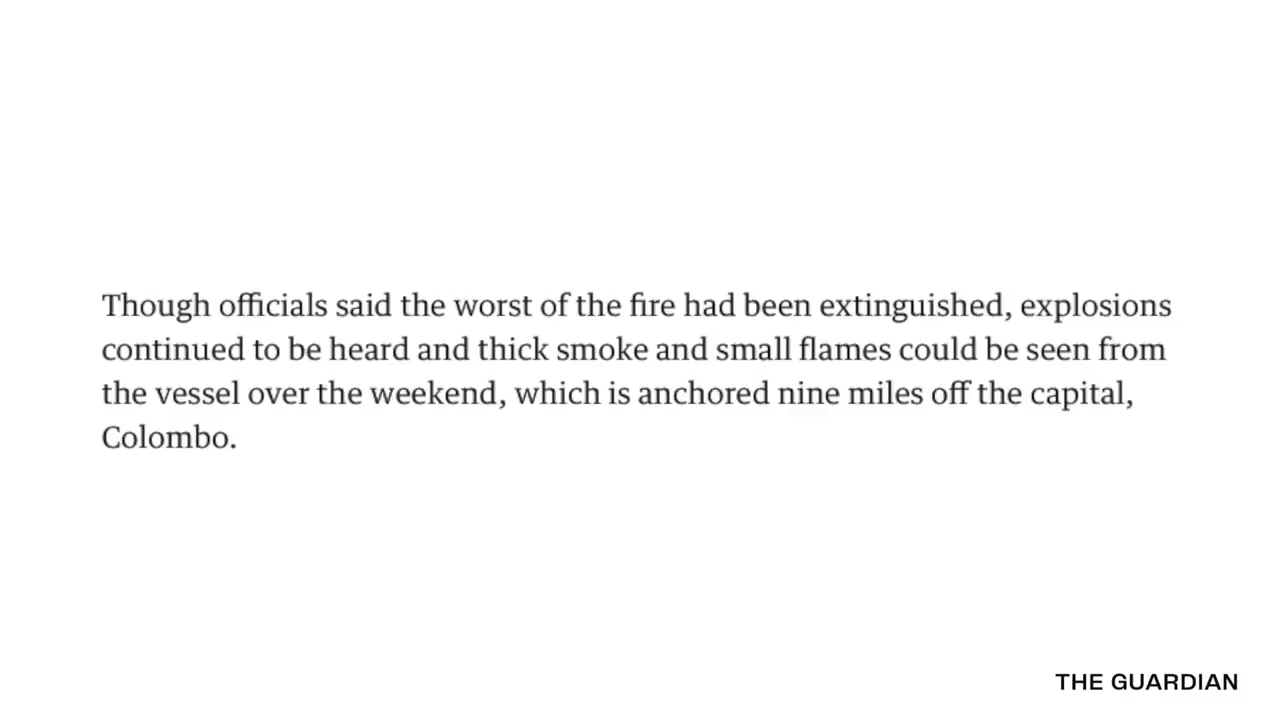 Though officials said the worst of the fire had been extinguished, explosions
continued to be heard and thick smoke and small flames could be seen from
the vessel over the weekend, which is anchored nine miles off the capital,
Colombo.
THE GUARDIAN